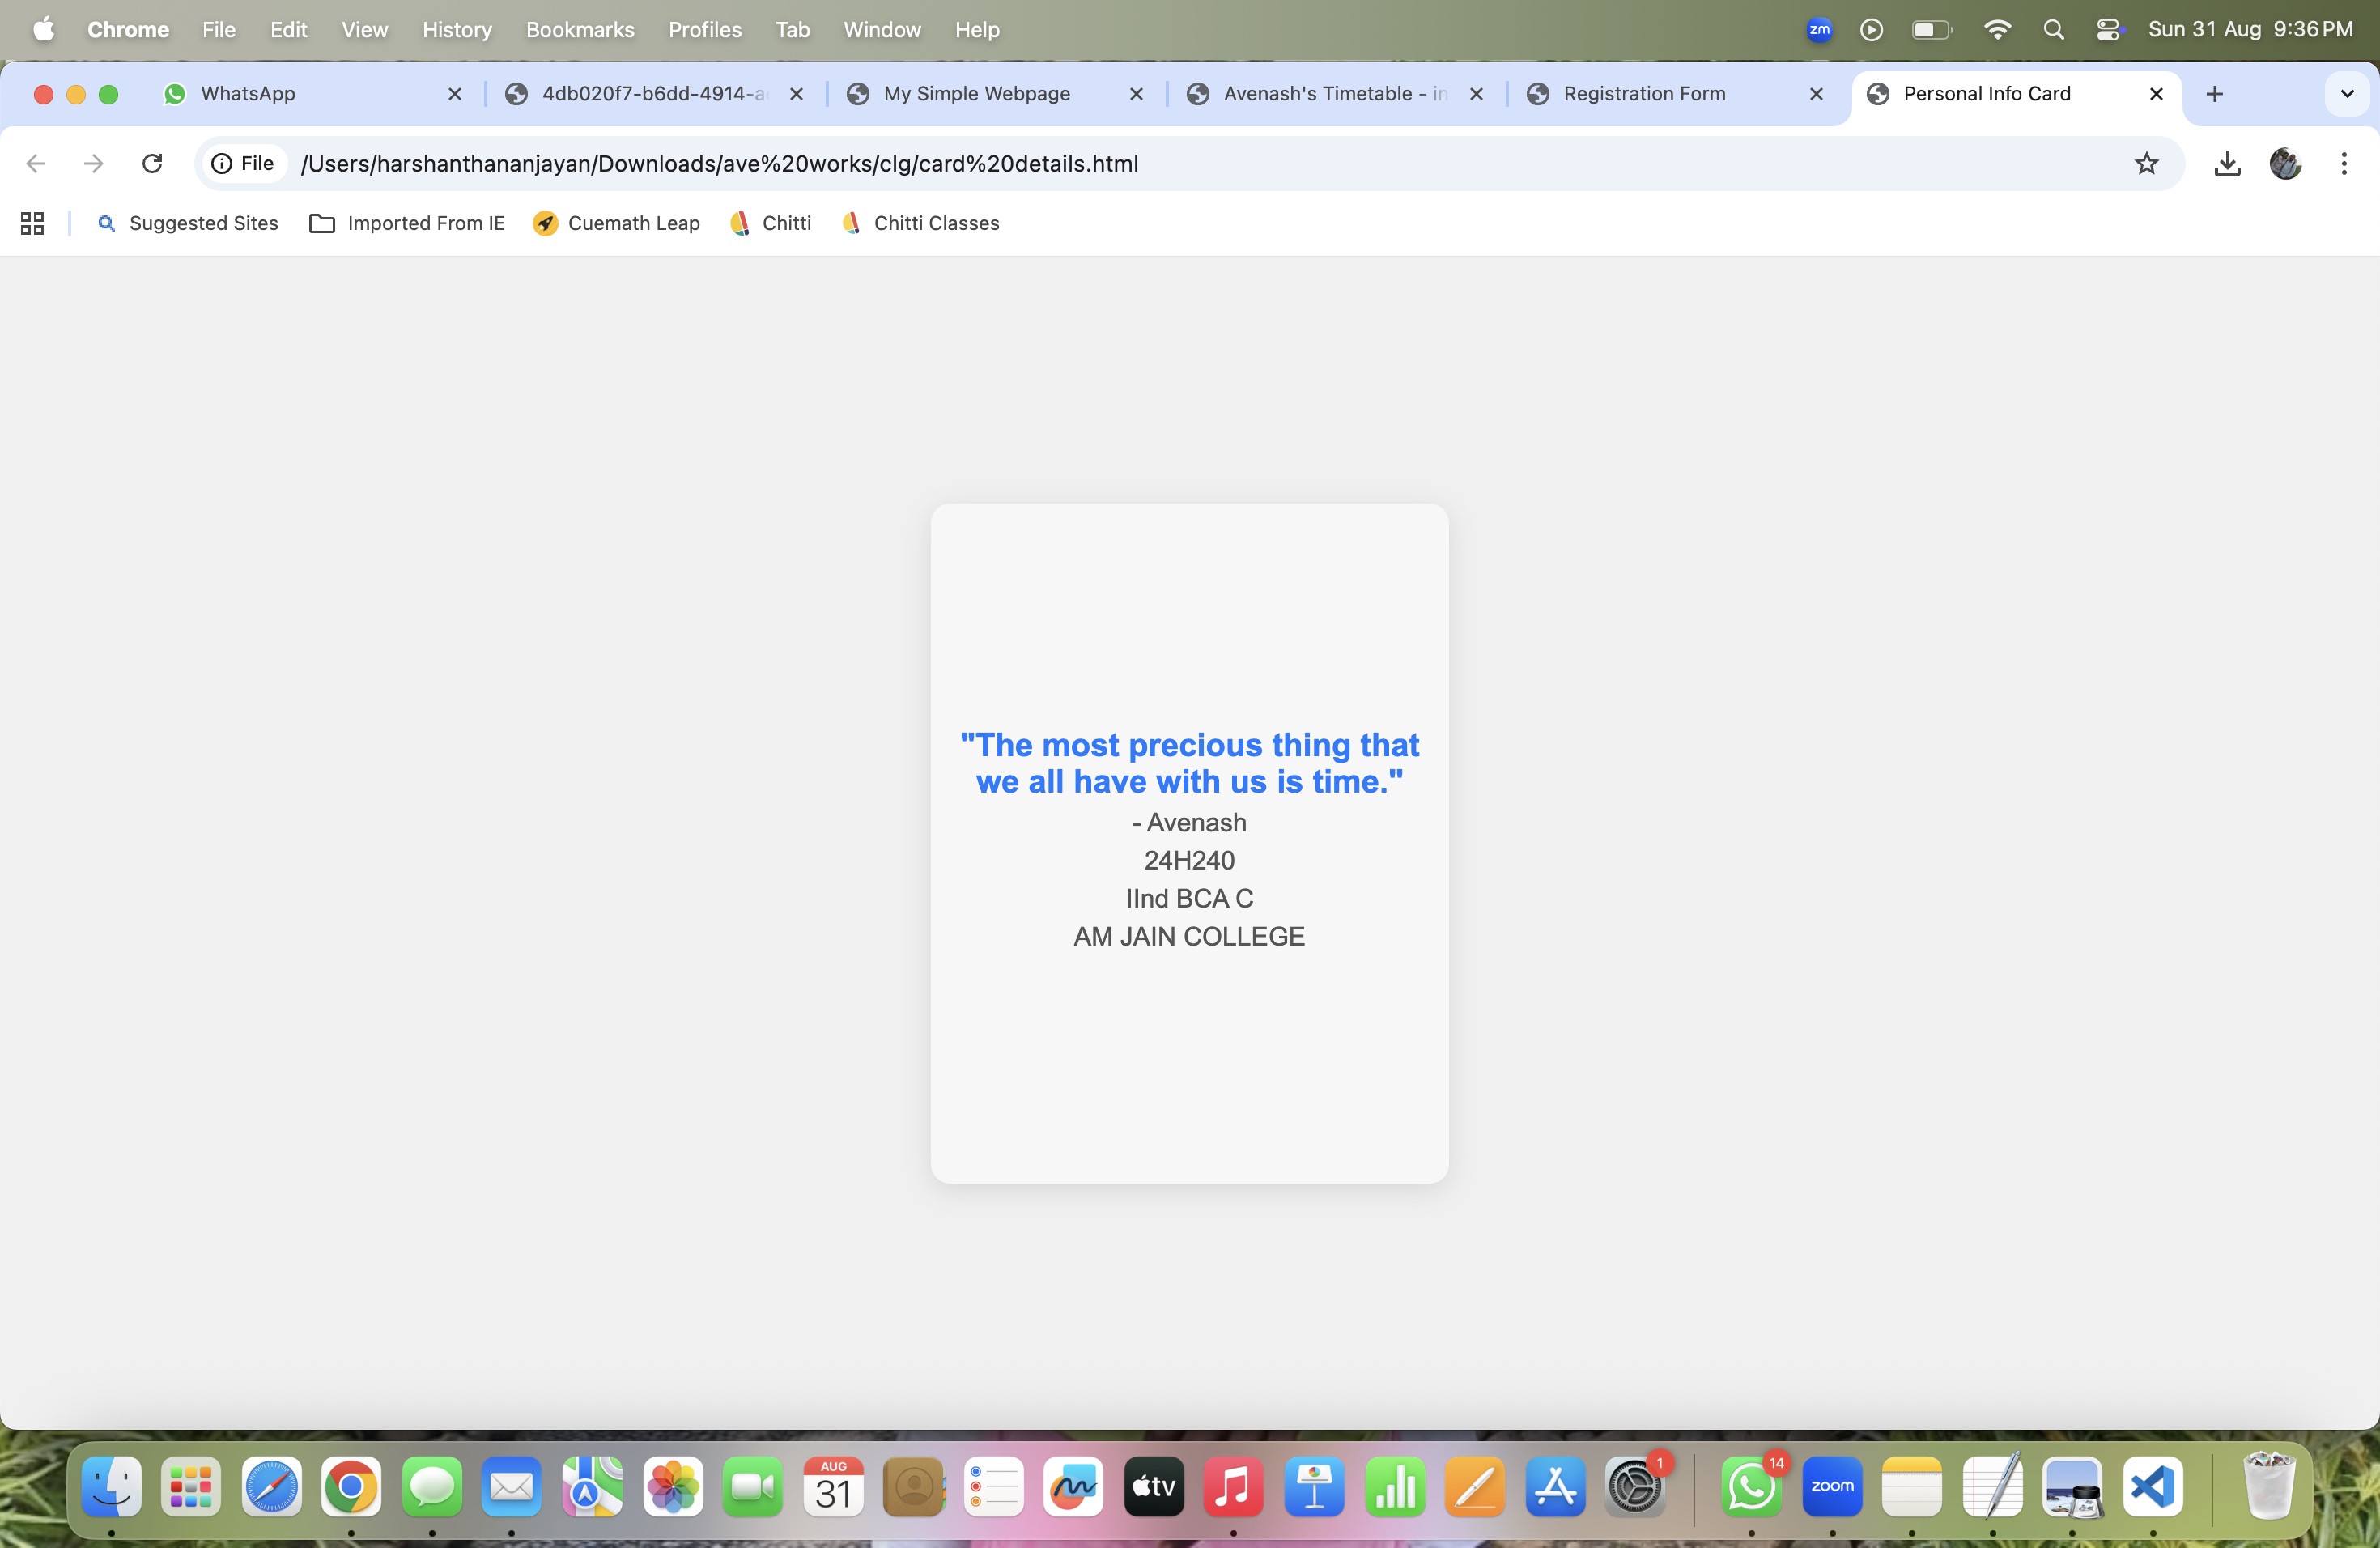 Chrome File Edit View History Bookmarks Profiles Tab Window Help zm Sun 31 Aug 9:36 PM
WhatsApp 4db020f7-b6dd-4914-a My Simple Webpage Avenash's Timetable - in Registration Form Personal Info Card
File /Users/harshanthananjayan/Downloads/ave%20works/clg/card%20details.html
Suggested Sites Imported From IE Cuemath Leap Chitti Chitti Classes
"The most precious thing that
we all have with us is time."
- Avenash
24H240
IInd BCA C
AM JAIN COLLEGE
AUG
31
tv
1
14
zoom